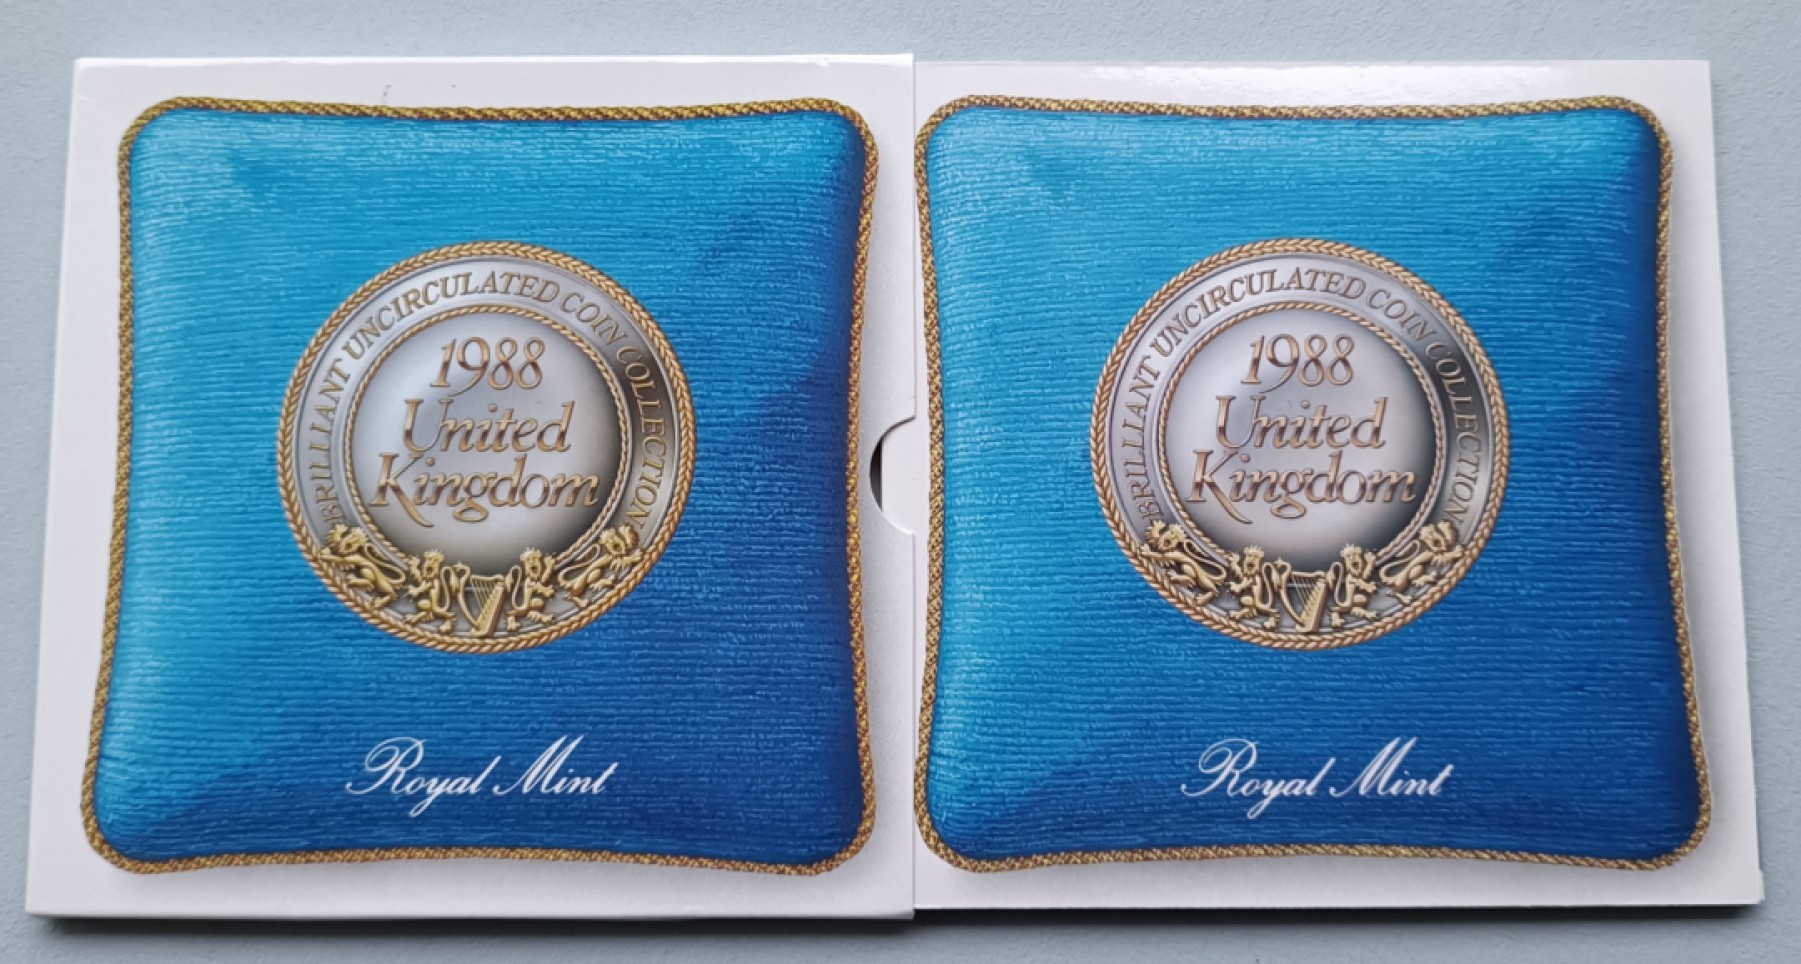 BRILLIANT UNCIRCULATED COIN COLLECTION
1988
United
Kingdom
Royal Mint
BRILLIANT UNCIRCULATED COIN COLLECTION
1988
United
Kingdom
Royal Mint